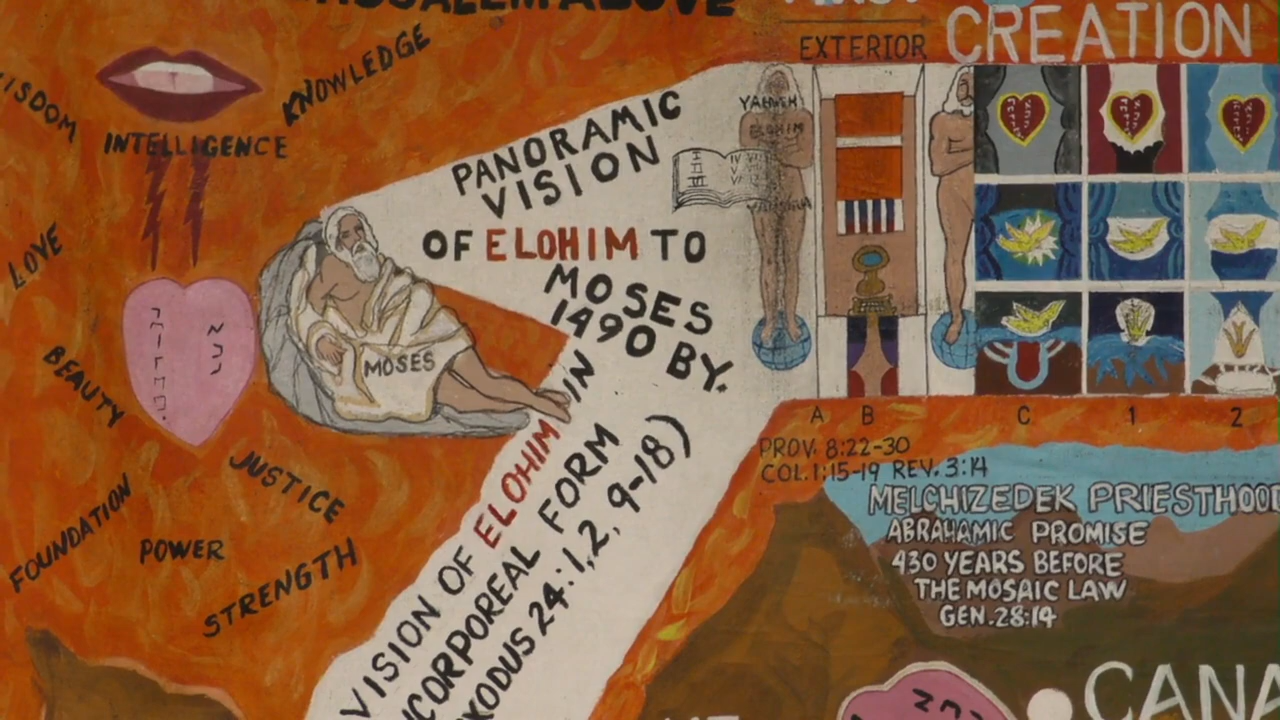 EXTERIOR
CREATION
WISDOM
KNOWLEDGE
INTELLIGENCE
LOVE
BEAUTY
FOUNDATION
POWER
JUSTICE
STRENGTH
PANORAMIC
VISION
OF ELOHIM TO
MOSES
1490 BY.
MOSES
VISION OF ELOHIM IN
INCORPOREAL FORM
EXODUS 24:1,2, 9-18)
YAHWEH
ELOHIM
A B C 1 2
PROV. 8:22-30
COL.1:15-19 REV. 3:14
MELCHIZEDEK PRIESTHOOD
ABRAHAMIC PROMISE
430 YEARS BEFORE
THE MOSAIC LAW
GEN.28:14
CANA